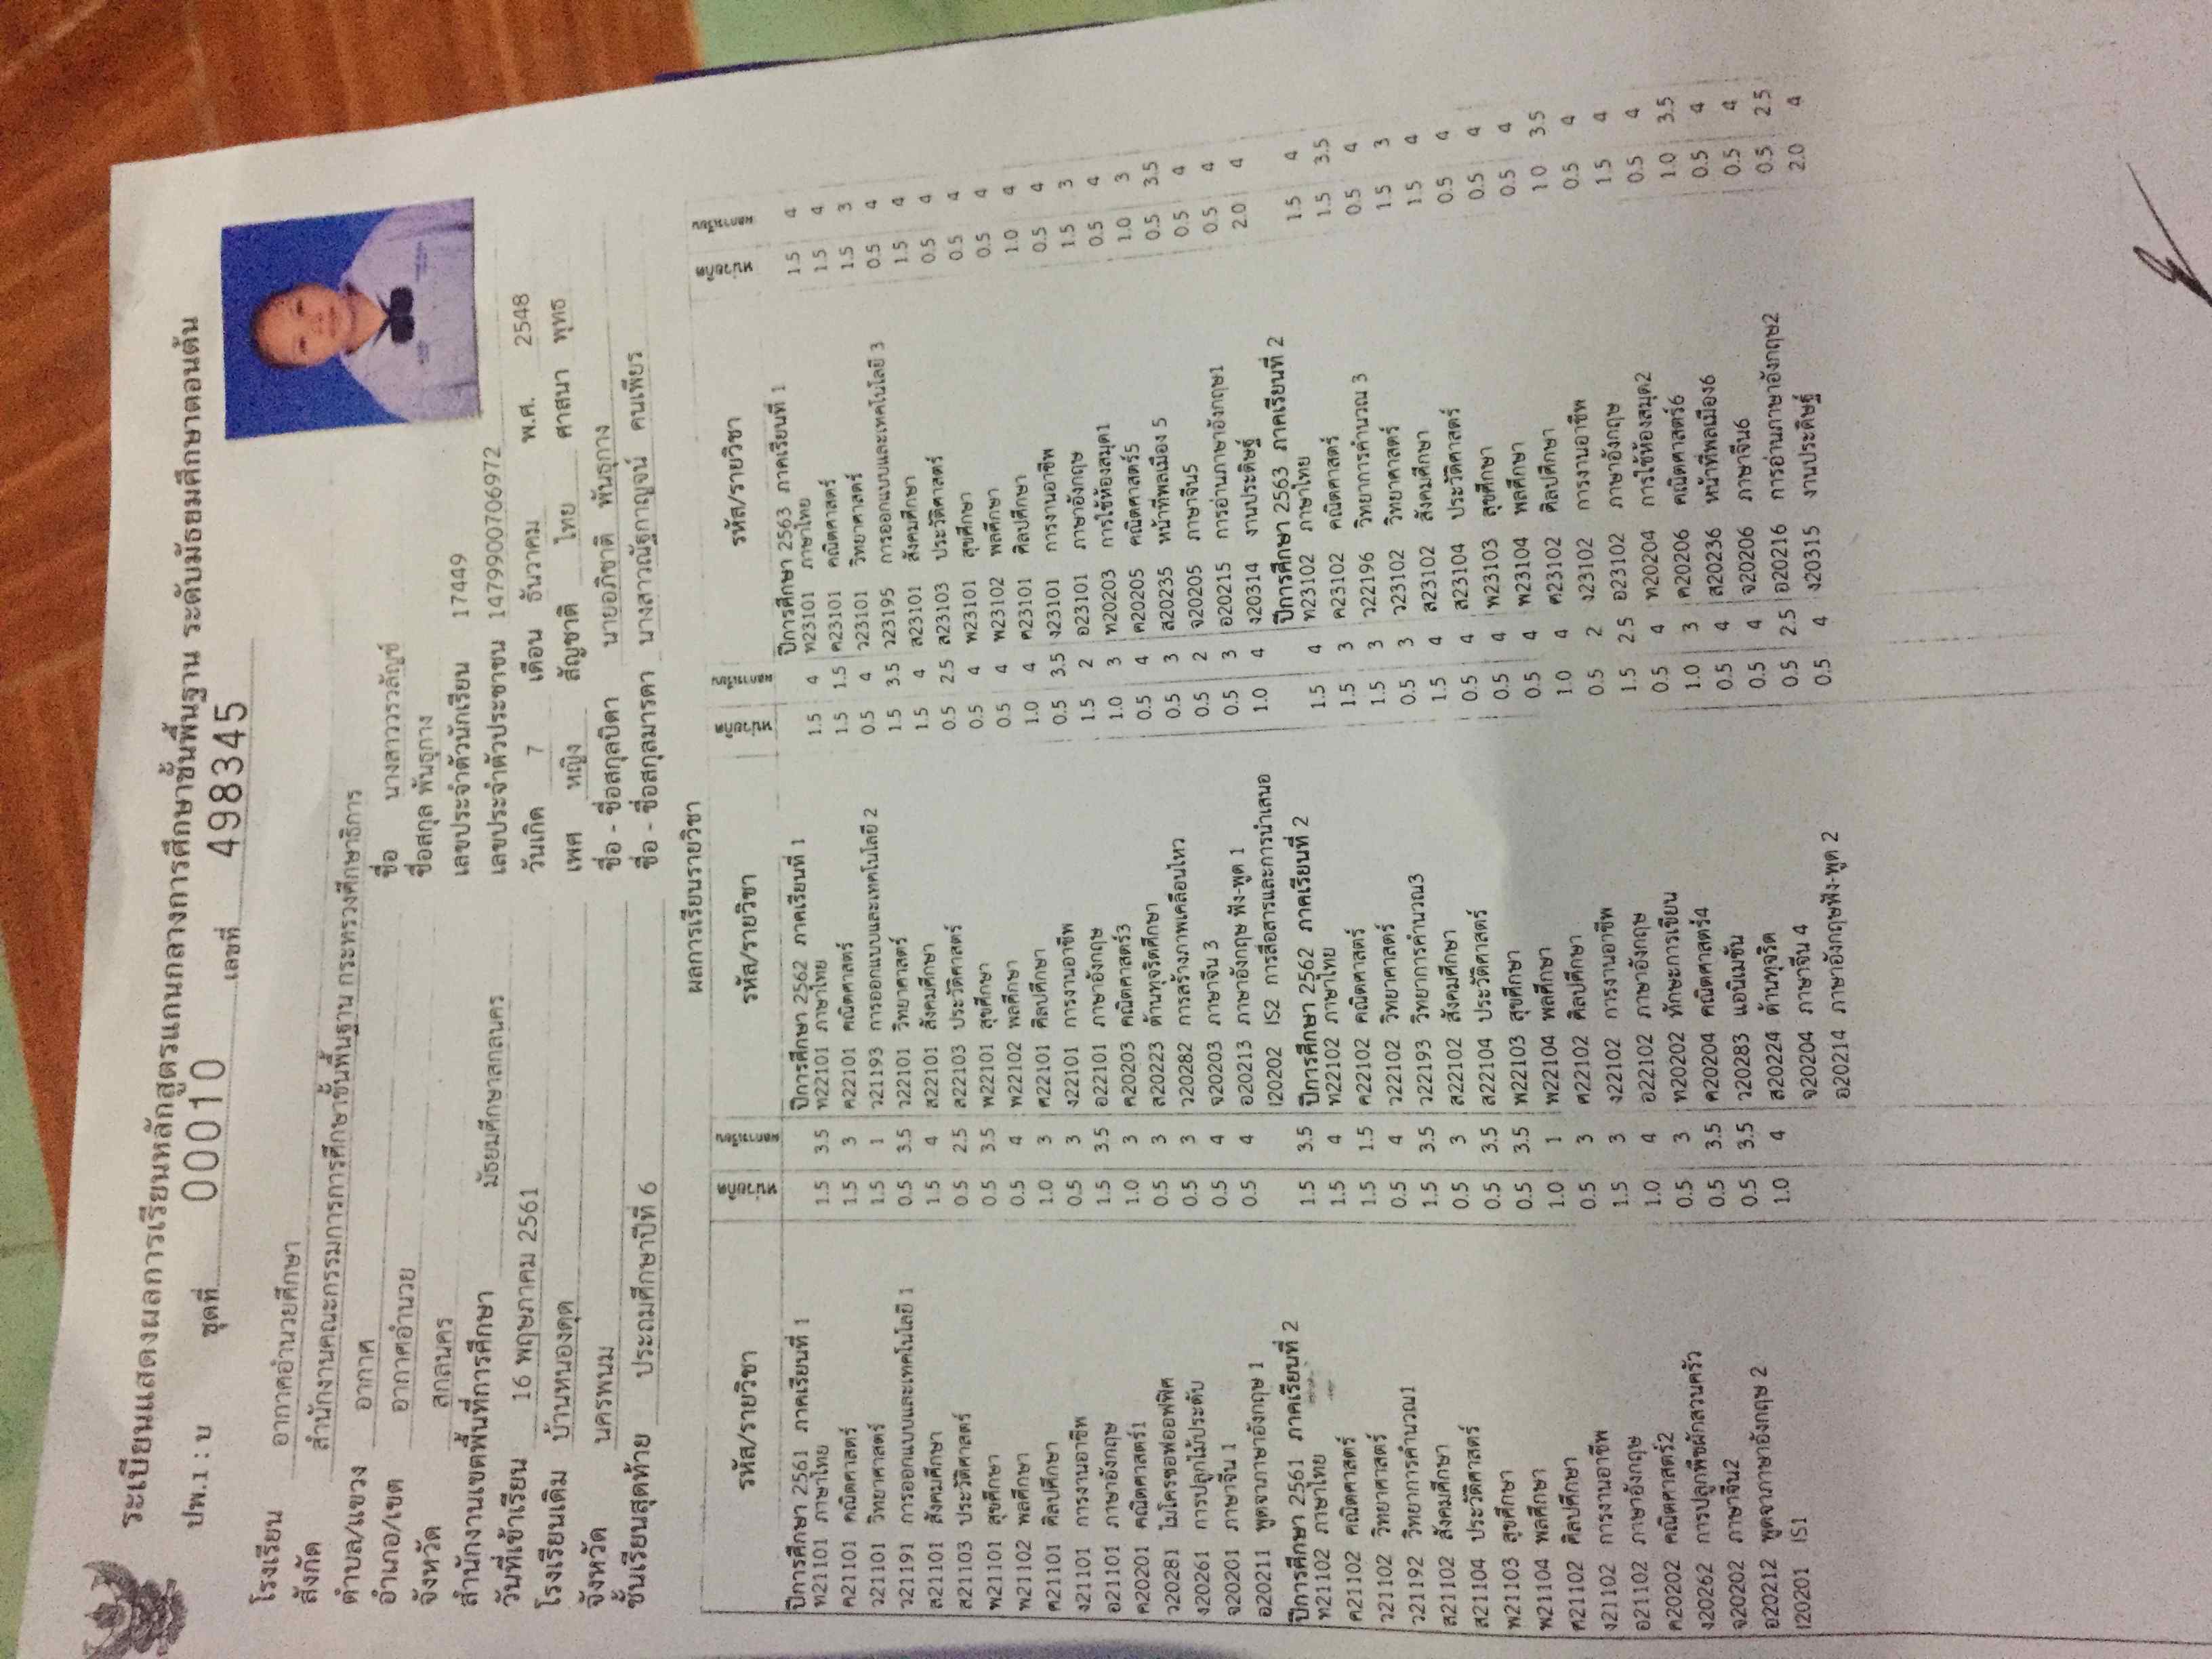 ระเบียนแสดงผลการเรียนหลักสูตรแกนกลางการศึกษาขั้นพื้นฐาน ระดับมัธยมศึกษาตอนต้น
ปพ.1 : บ ชุดที่ 00010 เลขที่ 498345
โรงเรียน อากาศอำนวยศึกษา
สังกัด สำนักงานคณะกรรมการการศึกษาขั้นพื้นฐาน กระทรวงศึกษาธิการ
ตำบล/แขวง อากาศ
อำเภอ/เขต อากาศอำนวย
จังหวัด สกลนคร
สำนักงานเขตพื้นที่การศึกษา มัธยมศึกษาสกลนคร
วันที่เข้าเรียน 16 พฤษภาคม 2561
โรงเรียนเดิม บ้านหนองดุด
จังหวัด นครพนม
ชั้นเรียนสุดท้าย ประถมศึกษาปีที่ 6
ชื่อ นางสาววรวลัญช์
ชื่อสกุล พันธุกาง
เลขประจำตัวนักเรียน 17449
เลขประจำตัวประชาชน 1479900706972
วันเกิด 7 เดือน ธันวาคม พ.ศ. 2548
เพศ หญิง สัญชาติ ไทย ศาสนา พุทธ
ชื่อ - ชื่อสกุลบิดา นายอภิชาติ พันธุกาง
ชื่อ - ชื่อสกุลมารดา นางสาวณัฐกาญจน์ คนเพียร
ผลการเรียนรายวิชา
รหัส/รายวิชา หน่วยกิต ผลการเรียน
ปีการศึกษา 2561 ภาคเรียนที่ 1
ท21101 ภาษาไทย 1.5 3.5
ค21101 คณิตศาสตร์ 1.5 3
ว21101 วิทยาศาสตร์ 1.5 1
ว21191 การออกแบบและเทคโนโลยี 1 0.5 3.5
ส21101 สังคมศึกษา 1.5 4
ส21103 ประวัติศาสตร์ 0.5 2.5
พ21101 สุขศึกษา 0.5 3.5
พ21102 พลศึกษา 0.5 4
ศ21101 ศิลปศึกษา 1.0 3
ง21101 การงานอาชีพ 0.5 3
อ21101 ภาษาอังกฤษ 1.5 3.5
ค20201 คณิตศาสตร์1 1.0 3
ว20281 ไมโครซอฟออฟฟิศ 0.5 3
ง20261 การปลูกไม้ประดับ 0.5 3
จ20201 ภาษาจีน 1 0.5 4
อ20211 พูดจาภาษาอังกฤษ 1 0.5 4
ปีการศึกษา 2561 ภาคเรียนที่ 2
ท21102 ภาษาไทย 1.5 3.5
ค21102 คณิตศาสตร์ 1.5 4
ว21102 วิทยาศาสตร์ 1.5 1.5
ว21192 วิทยาการคำนวณ1 0.5 4
ส21102 สังคมศึกษา 1.5 3.5
ส21104 ประวัติศาสตร์ 0.5 3
พ21103 สุขศึกษา 0.5 3.5
พ21104 พลศึกษา 0.5 3.5
ศ21102 ศิลปศึกษา 1.0 1
ง21102 การงานอาชีพ 0.5 3
อ21102 ภาษาอังกฤษ 1.5 3
ค20202 คณิตศาสตร์2 1.0 4
ง20262 การปลูกพืชผักสวนครัว 0.5 3
จ20202 ภาษาจีน2 0.5 3.5
อ20212 พูดจาภาษาอังกฤษ 2 0.5 3.5
I20201 IS1 1.0 4
รหัส/รายวิชา หน่วยกิต ผลการเรียน
ปีการศึกษา 2562 ภาคเรียนที่ 1
ท22101 ภาษาไทย 1.5 4
ค22101 คณิตศาสตร์ 1.5 1.5
ว21193 การออกแบบและเทคโนโลยี 2 0.5 4
ว22101 วิทยาศาสตร์ 1.5 3.5
ส22101 สังคมศึกษา 1.5 4
ส22103 ประวัติศาสตร์ 0.5 2.5
พ22101 สุขศึกษา 0.5 4
พ22102 พลศึกษา 0.5 4
ศ22101 ศิลปศึกษา 1.0 4
ง22101 การงานอาชีพ 0.5 3.5
อ22101 ภาษาอังกฤษ 1.5 2
ค20203 คณิตศาสตร์3 1.0 3
ส20223 ต้านทุจริตศึกษา 0.5 4
ว20282 การสร้างภาพเคลื่อนไหว 0.5 3
จ20203 ภาษาจีน 3 0.5 2
อ20213 ภาษาอังกฤษ ฟัง-พูด 1 0.5 3
I20202 IS2 การสื่อสารและการนำเสนอ 1.0 4
ปีการศึกษา 2562 ภาคเรียนที่ 2
ท22102 ภาษาไทย 1.5 4
ค22102 คณิตศาสตร์ 1.5 3
ว22102 วิทยาศาสตร์ 1.5 3
ว22193 วิทยาการคำนวณ3 0.5 3
ส22102 สังคมศึกษา 1.5 4
ส22104 ประวัติศาสตร์ 0.5 4
พ22103 สุขศึกษา 0.5 4
พ22104 พลศึกษา 0.5 4
ศ22102 ศิลปศึกษา 1.0 4
ง22102 การงานอาชีพ 0.5 2
อ22102 ภาษาอังกฤษ 1.5 2.5
ท20202 ทักษะการเขียน 0.5 4
ค20204 คณิตศาสตร์4 1.0 3
ว20283 แอนิเมชั่น 0.5 4
ส20224 ต้านทุจริต 0.5 4
จ20204 ภาษาจีน 4 0.5 2.5
อ20214 ภาษาอังกฤษฟัง-พูด 2 0.5 4
รหัส/รายวิชา หน่วยกิต ผลการเรียน
ปีการศึกษา 2563 ภาคเรียนที่ 1
ท23101 ภาษาไทย 1.5 4
ค23101 คณิตศาสตร์ 1.5 4
ว23101 วิทยาศาสตร์ 1.5 3
ว23195 การออกแบบและเทคโนโลยี 3 0.5 4
ส23101 สังคมศึกษา 1.5 4
ส23103 ประวัติศาสตร์ 0.5 4
พ23101 สุขศึกษา 0.5 4
พ23102 พลศึกษา 0.5 4
ศ23101 ศิลปศึกษา 1.0 4
ง23101 การงานอาชีพ 0.5 4
อ23101 ภาษาอังกฤษ 1.5 3
ท20203 การใช้ห้องสมุด1 0.5 4
ค20205 คณิตศาสตร์5 1.0 3
ส20235 หน้าที่พลเมือง 5 0.5 3.5
จ20205 ภาษาจีน5 0.5 4
อ20215 การอ่านภาษาอังกฤษ1 0.5 4
ง20314 งานประดิษฐ์ 2.0 4
ปีการศึกษา 2563 ภาคเรียนที่ 2
ท23102 ภาษาไทย 1.5 4
ค23102 คณิตศาสตร์ 1.5 3.5
ว22196 วิทยาการคำนวณ 3 0.5 4
ว23102 วิทยาศาสตร์ 1.5 3
ส23102 สังคมศึกษา 1.5 4
ส23104 ประวัติศาสตร์ 0.5 4
พ23103 สุขศึกษา 0.5 4
พ23104 พลศึกษา 0.5 4
ศ23102 ศิลปศึกษา 1.0 3.5
ง23102 การงานอาชีพ 0.5 4
อ23102 ภาษาอังกฤษ 1.5 4
ท20204 การใช้ห้องสมุด2 0.5 4
ค20206 คณิตศาสตร์6 1.0 3.5
ส20236 หน้าที่พลเมือง6 0.5 4
จ20206 ภาษาจีน6 0.5 4
อ20216 การอ่านภาษาอังกฤษ2 0.5 2.5
ง20315 งานประดิษฐ์ 2.0 4